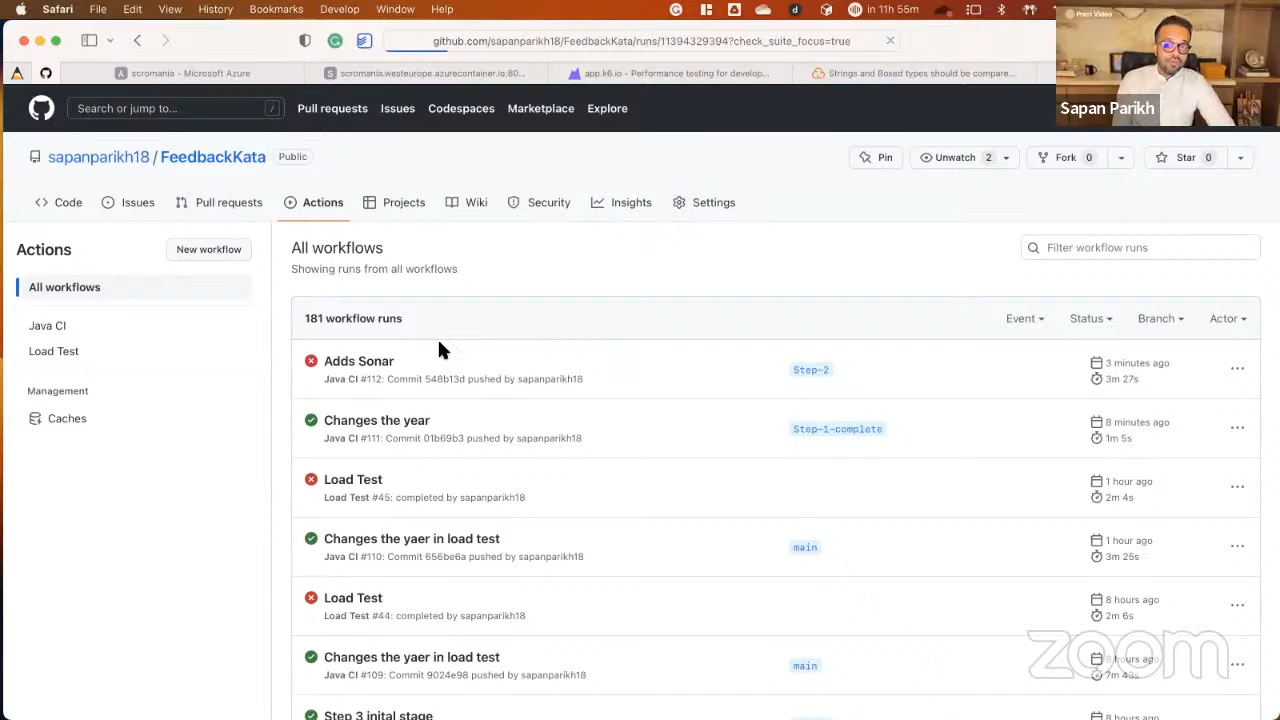 Safari File Edit View History Bookmarks Develop Window Help
in 11h 55m
github.com/sapanparikh18/FeedbackKata/runs/11394329394?check_suite_focus=true
scromania - Microsoft Azure
scromania.westeurope.azurecontainer.io:80...
app.k6.io - Performance testing for develop...
Strings and Boxed types should be compare...
Prezi Video
Sapan Parikh
Search or jump to... /
Pull requests Issues Codespaces Marketplace Explore
sapanparikh18 / FeedbackKata Public
Pin Unwatch 2 Fork 0 Star 0
Code Issues Pull requests Actions Projects Wiki Security Insights Settings
Actions
New workflow
All workflows
Java CI
Load Test
Management
Caches
All workflows
Showing runs from all workflows
Filter workflow runs
181 workflow runs
Event Status Branch Actor
Adds Sonar
Java CI #112: Commit 548b13d pushed by sapanparikh18
Step-2
3 minutes ago
3m 27s
Changes the year
Java CI #111: Commit 01b69b3 pushed by sapanparikh18
Step-1-complete
8 minutes ago
1m 5s
Load Test
Load Test #45: completed by sapanparikh18
1 hour ago
2m 4s
Changes the yaer in load test
Java CI #110: Commit 656be6a pushed by sapanparikh18
main
1 hour ago
3m 25s
Load Test
Load Test #44: completed by sapanparikh18
8 hours ago
2m 6s
Changes the yaer in load test
Java CI #109: Commit 9024e98 pushed by sapanparikh18
main
8 hours ago
zoom
Step 3 inital stage
8 hours ago